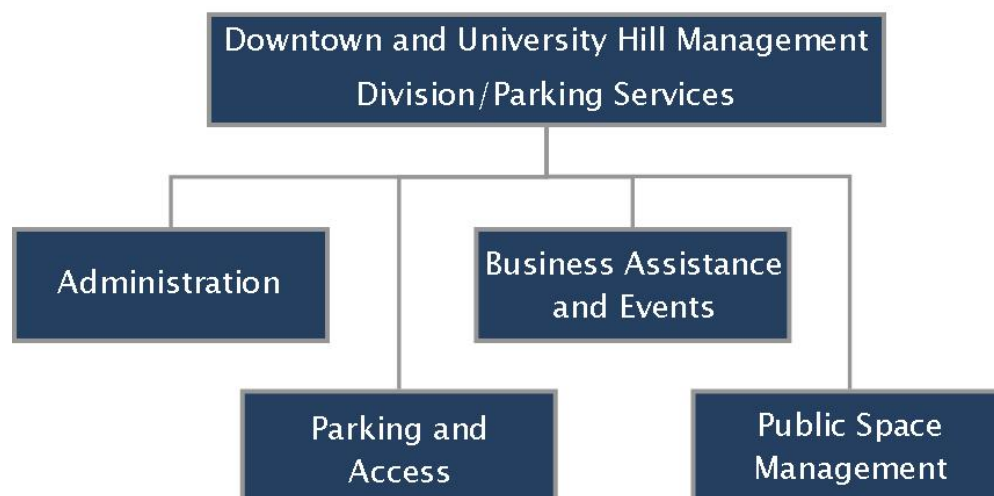 Downtown and University Hill Management
Division/Parking Services
Administration
Business Assistance
and Events
Parking and
Access
Public Space
Management